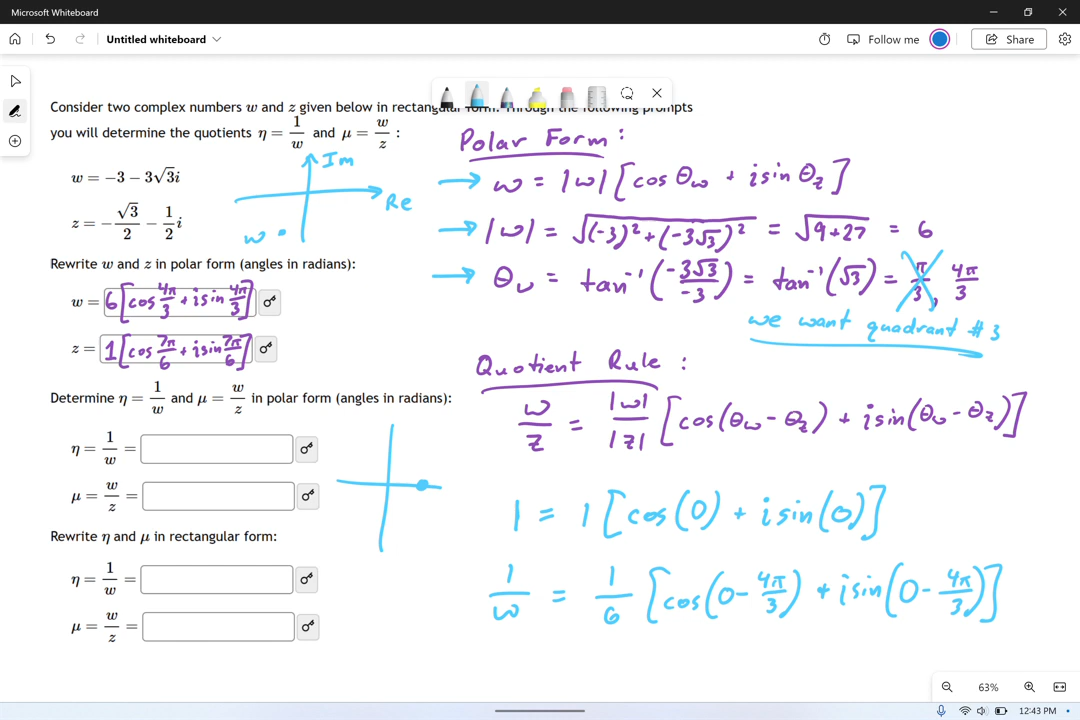 Microsoft Whiteboard
Untitled whiteboard
Follow me
Share
Consider two complex numbers w and z given below in rectangular form. Through the following prompts
you will determine the quotients η = 1/w and μ = w/z :
w = −3 − 3√3i
z = −√3/2 − 1/2 i
Im
Re
w
Rewrite w and z in polar form (angles in radians):
w = 6[cos 4π/3 + i sin 4π/3]
z = 1[cos 7π/6 + i sin 7π/6]
Determine η = 1/w and μ = w/z in polar form (angles in radians):
η = 1/w =
μ = w/z =
Rewrite η and μ in rectangular form:
η = 1/w =
μ = w/z =
Polar Form:
→ w = |w| [cos θw + i sin θz]
→ |w| = √((-3)² + (-3√3)²) = √(9+27) = 6
→ θw = tan⁻¹(-3√3/-3) = tan⁻¹(√3) = π/3, 4π/3
we want quadrant #3
Quotient Rule:
w/z = |w|/|z| [cos(θw - θz) + i sin(θw - θz)]
1 = 1[cos(0) + i sin(0)]
1/w = 1/6 [cos(0 - 4π/3) + i sin(0 - 4π/3)]
63%
12:43 PM